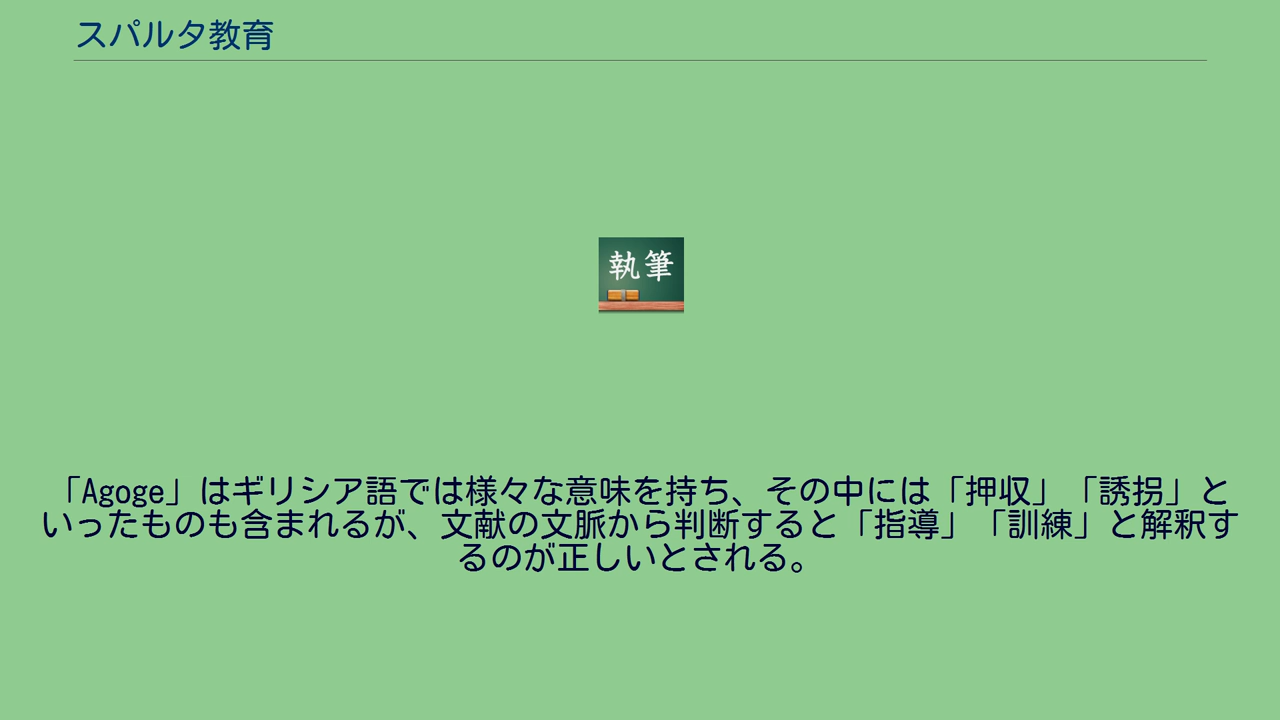 スパルタ教育
執筆
「Agoge」はギリシア語では様々な意味を持ち、その中には「押収」「誘拐」と
いったものも含まれるが、文献の文脈から判断すると「指導」「訓練」と解釈す
るのが正しいとされる。